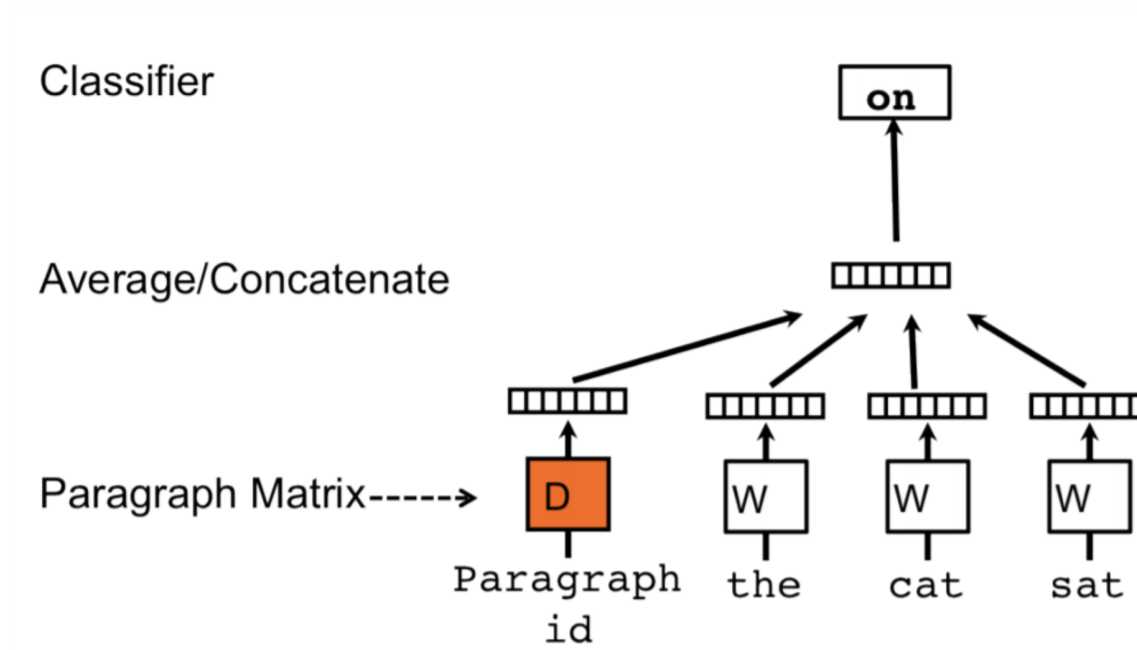 Classifier
on
Average/Concatenate
Paragraph Matrix
D
W
W
W
Paragraph
id
the
cat
sat